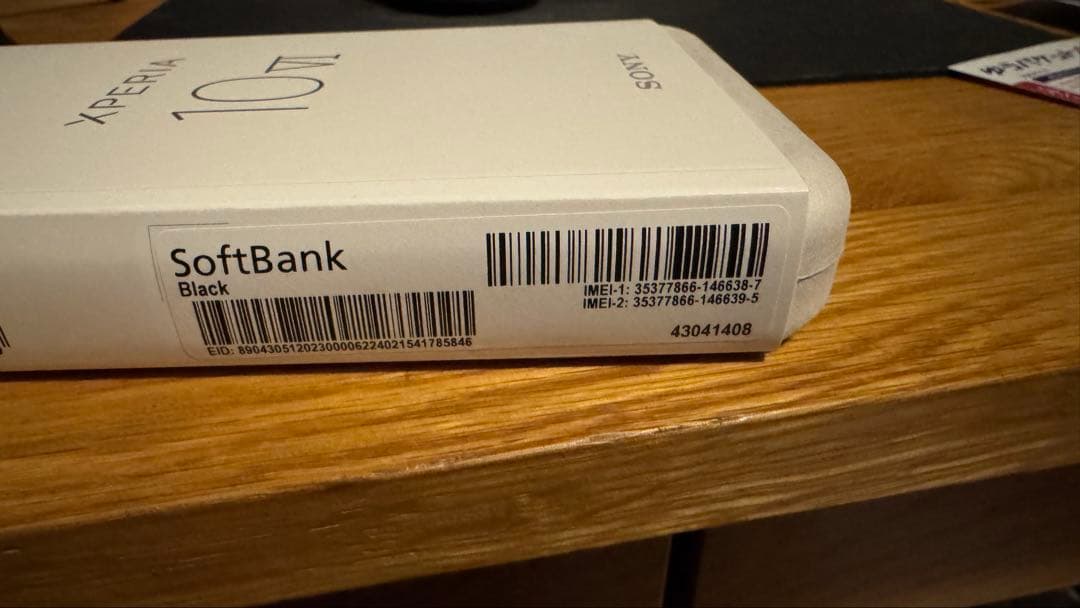 XPERIA
10 VI
SONY
SoftBank
Black
EID: 89043051202300006224021541785846
IMEI-1: 35377866-146638-7
IMEI-2: 35377866-146639-5
43041408